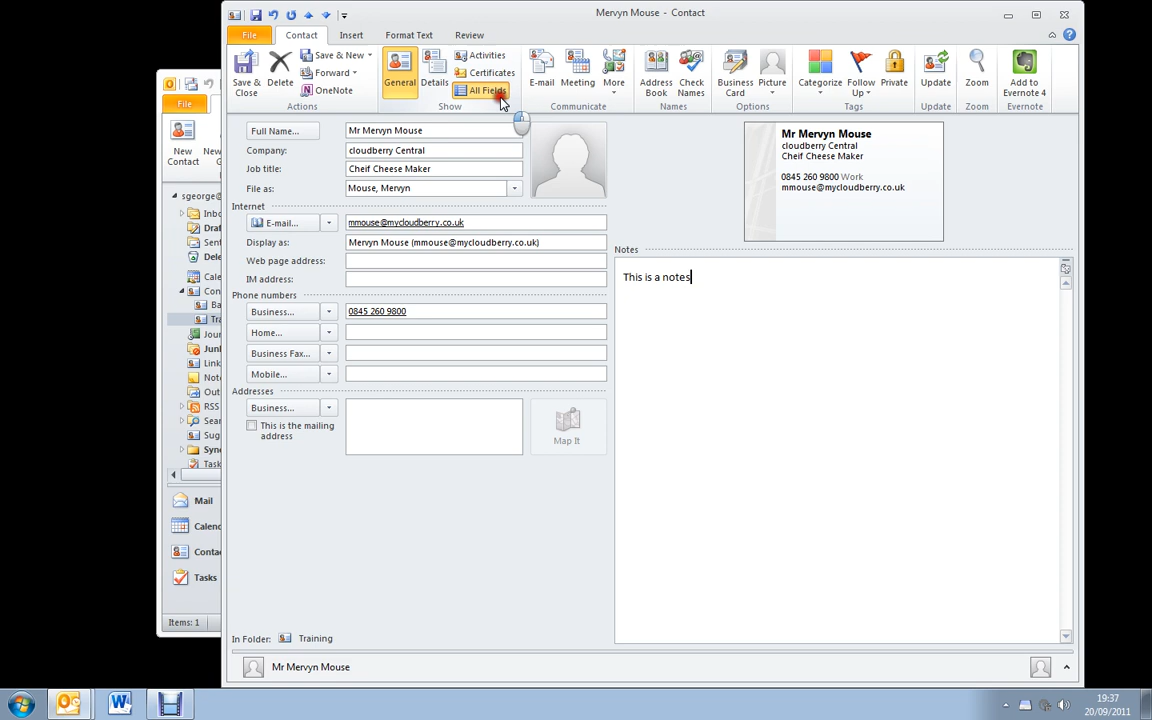 Mervyn Mouse - Contact
File Contact Insert Format Text Review
Save & Close
Delete
Save & New
Forward
OneNote
Actions
General
Details
Activities
Certificates
All Fields
Show
E-mail
Meeting
More
Communicate
Address Book
Check Names
Names
Business Card
Picture
Options
Categorize
Follow Up
Private
Tags
Update
Update
Zoom
Zoom
Add to Evernote 4
Evernote
File
New Contact
Full Name... Mr Mervyn Mouse
Company: cloudberry Central
Job title: Cheif Cheese Maker
File as: Mouse, Mervyn
Internet
E-mail... mmouse@mycloudberry.co.uk
Display as: Mervyn Mouse (mmouse@mycloudberry.co.uk)
Web page address:
IM address:
Phone numbers
Business... 0845 260 9800
Home...
Business Fax...
Mobile...
Addresses
Business...
This is the mailing
address
Map It
Mr Mervyn Mouse
cloudberry Central
Cheif Cheese Maker
0845 260 9800 Work
mmouse@mycloudberry.co.uk
Notes
This is a notes
In Folder: Training
Mr Mervyn Mouse
sgeorge@
Mail
Calend
Conta
Tasks
Items: 1
19:37
20/09/2011